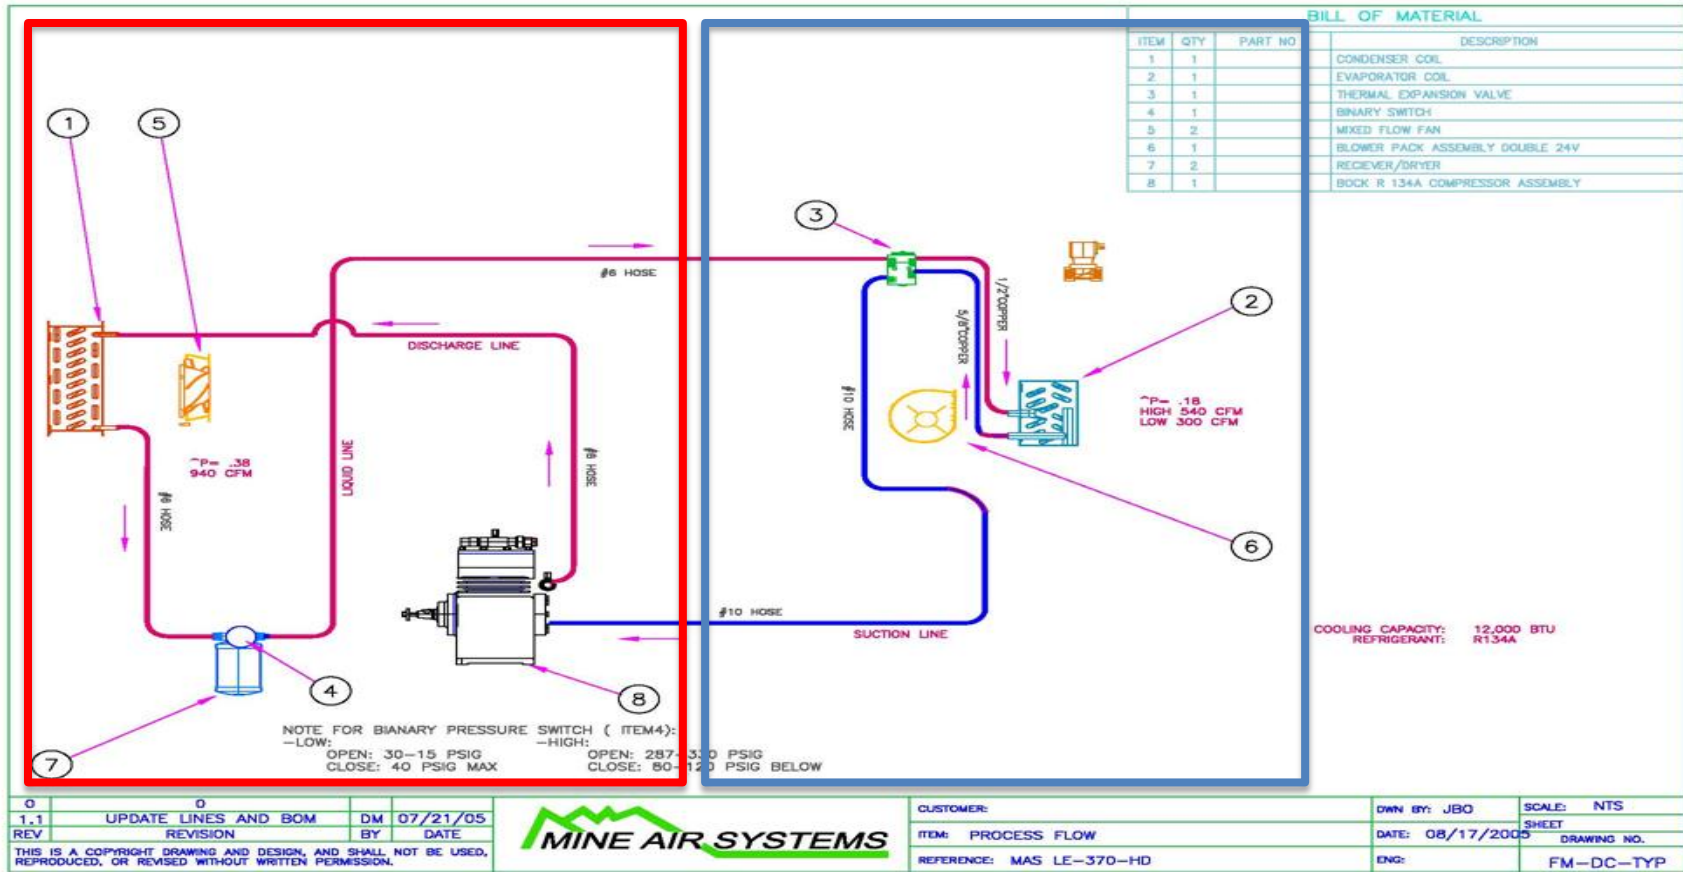 BILL OF MATERIAL
ITEM QTY PART NO DESCRIPTION
1 1 CONDENSER COIL
2 1 EVAPORATOR COIL
3 1 THERMAL EXPANSION VALVE
4 1 BINARY SWITCH
5 2 MIXED FLOW FAN
6 1 BLOWER PACK ASSEMBLY DOUBLE 24V
7 2 RECIEVER/DRYER
8 1 BOCK R 134A COMPRESSOR ASSEMBLY
1
5
3
#6 HOSE
2
1/2"COPPER
5/8"COPPER
DISCHARGE LINE
^P= .18
HIGH 540 CFM
LOW 300 CFM
#10 HOSE
^P= .38
940 CFM
LIQUID LINE
#8 HOSE
#6 HOSE
6
#10 HOSE
SUCTION LINE
COOLING CAPACITY: 12,000 BTU
REFRIGERANT: R134A
4
8
7
NOTE FOR BIANARY PRESSURE SWITCH ( ITEM4):
-LOW: -HIGH:
OPEN: 30-15 PSIG OPEN: 287-330 PSIG
CLOSE: 40 PSIG MAX CLOSE: 80-120 PSIG BELOW
0 0
1.1 UPDATE LINES AND BOM DM 07/21/05
REV REVISION BY DATE
THIS IS A COPYRIGHT DRAWING AND DESIGN, AND SHALL NOT BE USED,
REPRODUCED, OR REVISED WITHOUT WRITTEN PERMISSION.
MINE AIR SYSTEMS
CUSTOMER:
ITEM: PROCESS FLOW
REFERENCE: MAS LE-370-HD
DWN BY: JBO
DATE: 08/17/2005
ENG:
SCALE: NTS
SHEET
DRAWING NO.
FM-DC-TYP